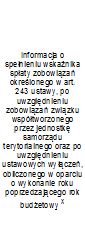 Informacja o
spełnieniu wskaźnika
spłaty zobowiązań
określonego w art.
243 ustawy, po
uwzględnieniu
zobowiązań związku
współtworzonego
przez jednostkę
samorządu
terytorialnego oraz po
uwzględnieniu
ustawowych wyłączeń,
obliczonego w oparciu
o wykonanie roku
poprzedzającego rok
budżetowy x